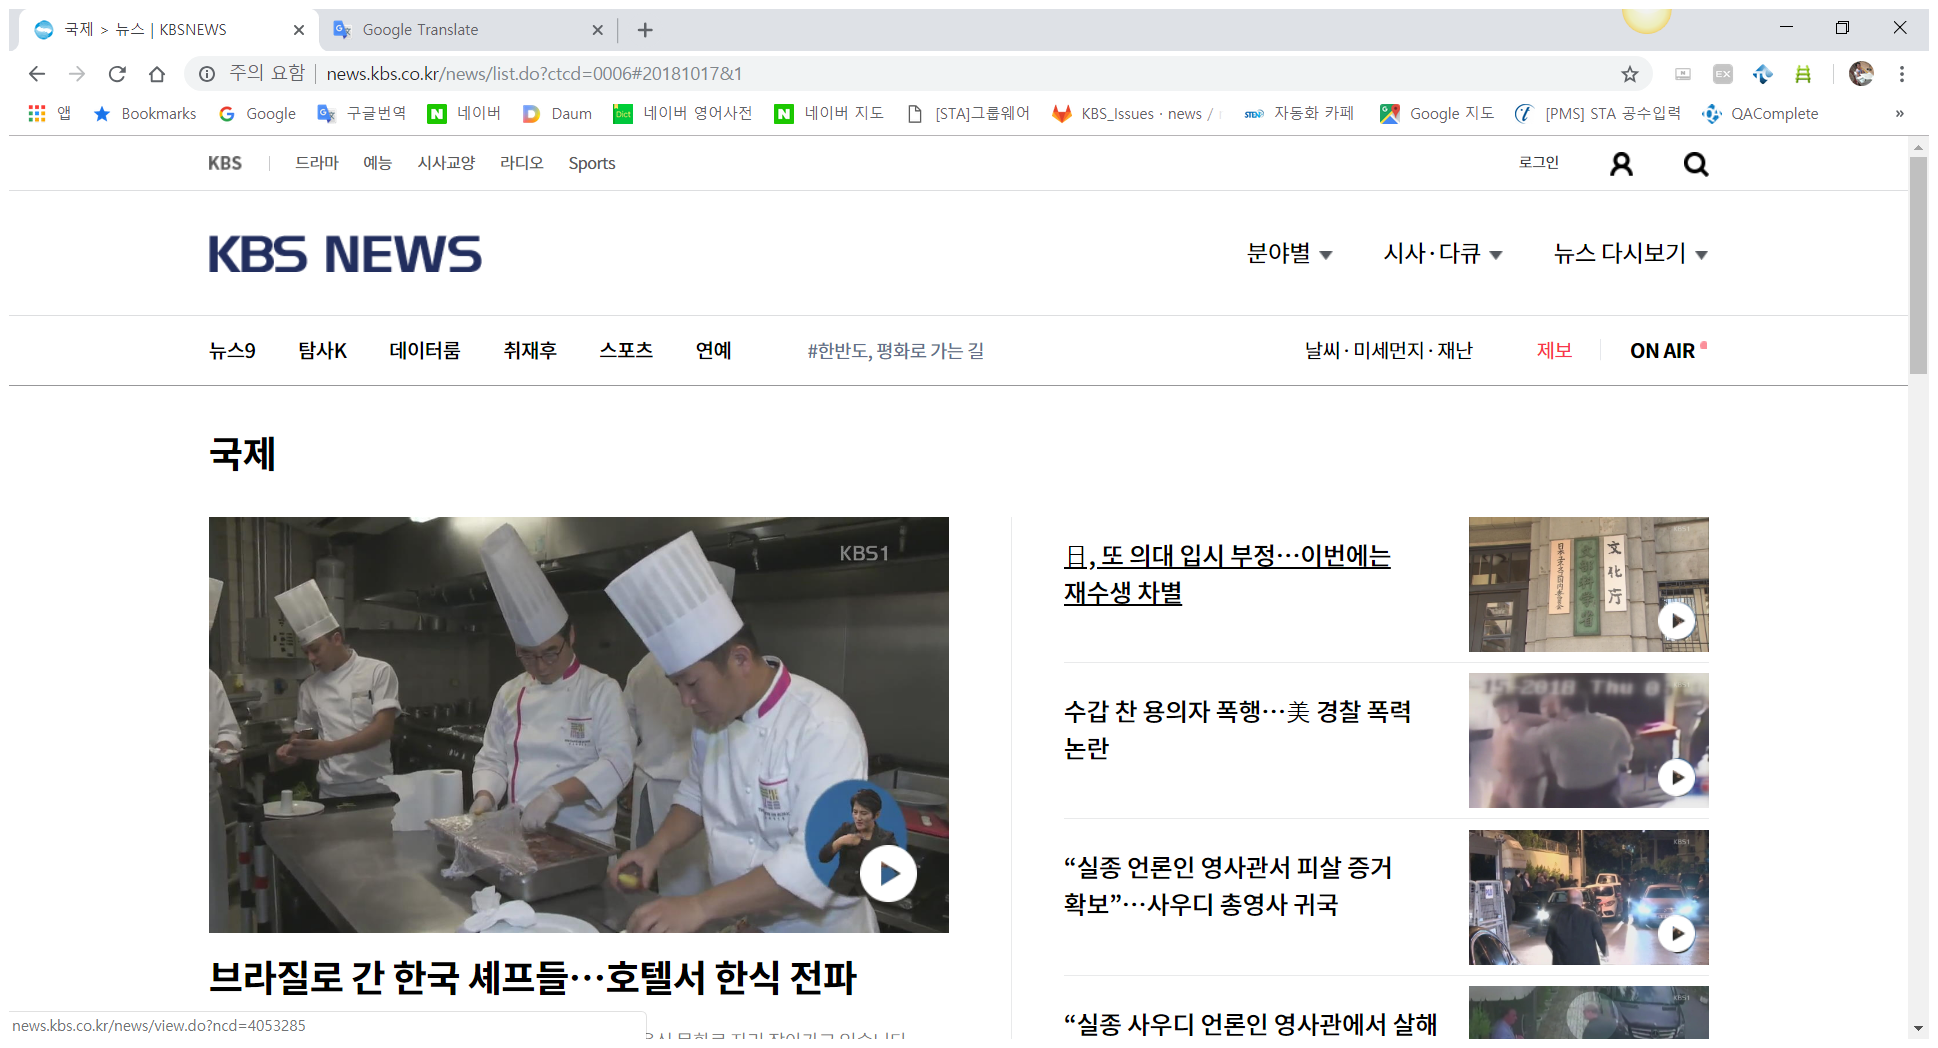 국제 > 뉴스 | KBSNEWS
Google Translate
주의 요함 | news.kbs.co.kr/news/list.do?ctcd=0006#20181017&1
앱 Bookmarks Google 구글번역 네이버 Daum 네이버 영어사전 네이버 지도 [STA]그룹웨어 KBS_Issues · news / 자동화 카페 Google 지도 [PMS] STA 공수입력 QAComplete »
KBS 드라마 예능 시사교양 라디오 Sports 로그인
KBS NEWS 분야별 시사·다큐 뉴스 다시보기
뉴스9 탐사K 데이터룸 취재후 스포츠 연예 #한반도, 평화로 가는 길 날씨·미세먼지·재난 제보 ON AIR
국제
KBS1
브라질로 간 한국 셰프들…호텔서 한식 전파
日, 또 의대 입시 부정…이번에는
재수생 차별
文化庁
文部科学省
수갑 찬 용의자 폭행…美 경찰 폭력
논란
15-2018 Thu
“실종 언론인 영사관서 피살 증거
확보”…사우디 총영사 귀국
KBS1
“실종 사우디 언론인 영사관에서 살해
KBS1
news.kbs.co.kr/news/view.do?ncd=4053285